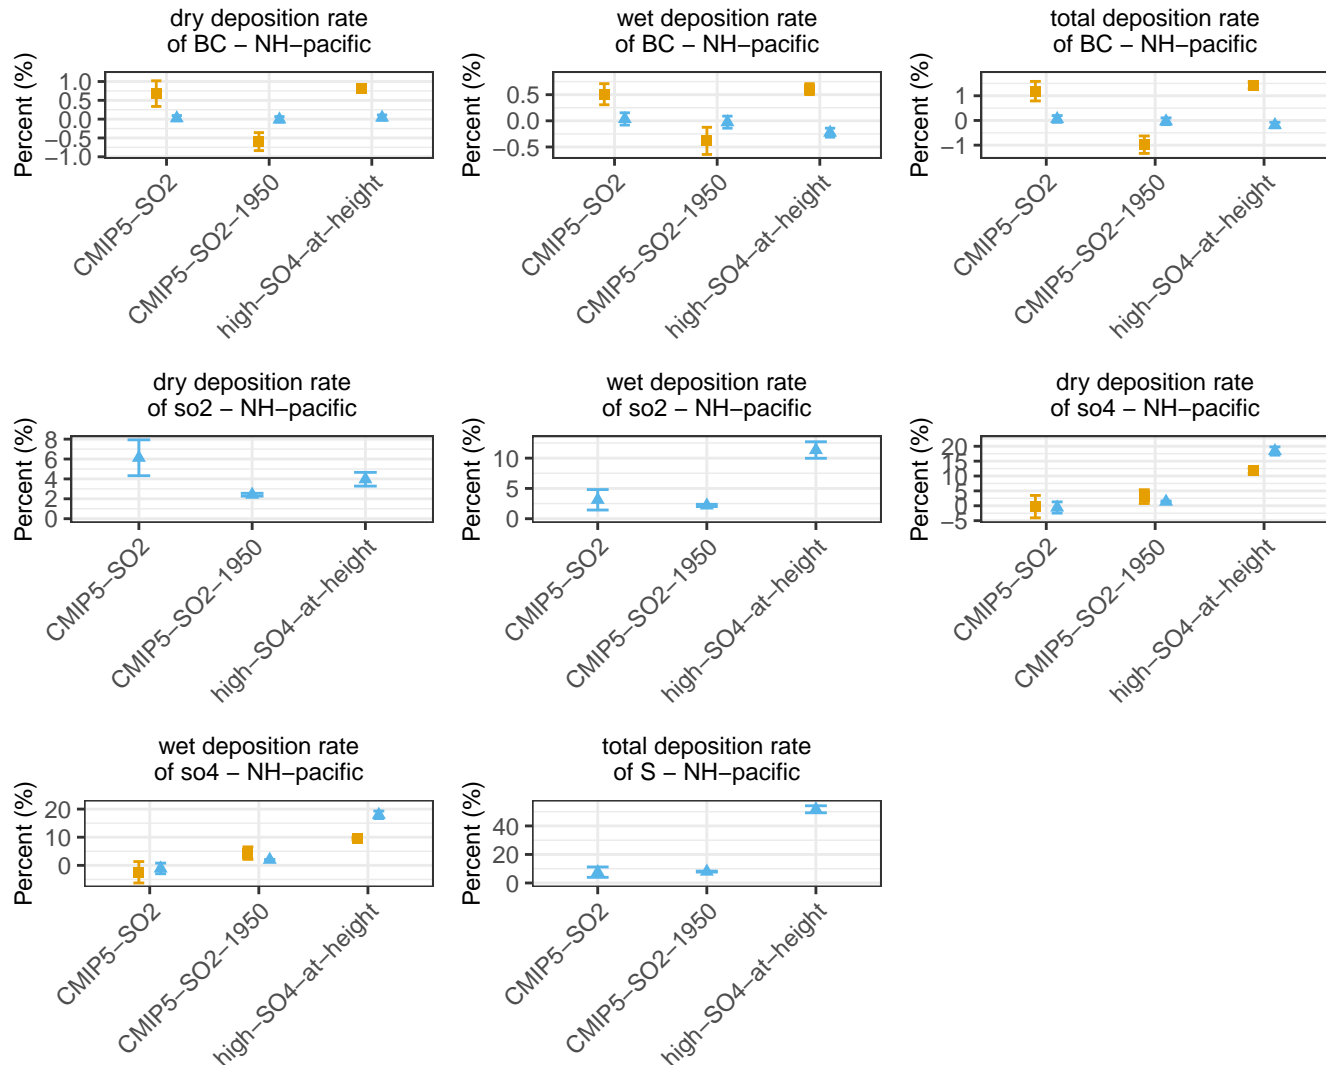 dry deposition rate
of BC − NH−pacific
Percent (%)
1.0
0.5
0.0
−0.5
−1.0
CMIP5−SO2
CMIP5−SO2−1950
high−SO4−at−height
wet deposition rate
of BC − NH−pacific
Percent (%)
0.5
0.0
−0.5
CMIP5−SO2
CMIP5−SO2−1950
high−SO4−at−height
total deposition rate
of BC − NH−pacific
Percent (%)
1
0
−1
CMIP5−SO2
CMIP5−SO2−1950
high−SO4−at−height
dry deposition rate
of so2 − NH−pacific
Percent (%)
8
6
4
2
0
CMIP5−SO2
CMIP5−SO2−1950
high−SO4−at−height
wet deposition rate
of so2 − NH−pacific
Percent (%)
10
5
0
CMIP5−SO2
CMIP5−SO2−1950
high−SO4−at−height
dry deposition rate
of so4 − NH−pacific
Percent (%)
20
15
10
5
0
−5
CMIP5−SO2
CMIP5−SO2−1950
high−SO4−at−height
wet deposition rate
of so4 − NH−pacific
Percent (%)
20
10
0
CMIP5−SO2
CMIP5−SO2−1950
high−SO4−at−height
total deposition rate
of S − NH−pacific
Percent (%)
40
20
0
CMIP5−SO2
CMIP5−SO2−1950
high−SO4−at−height